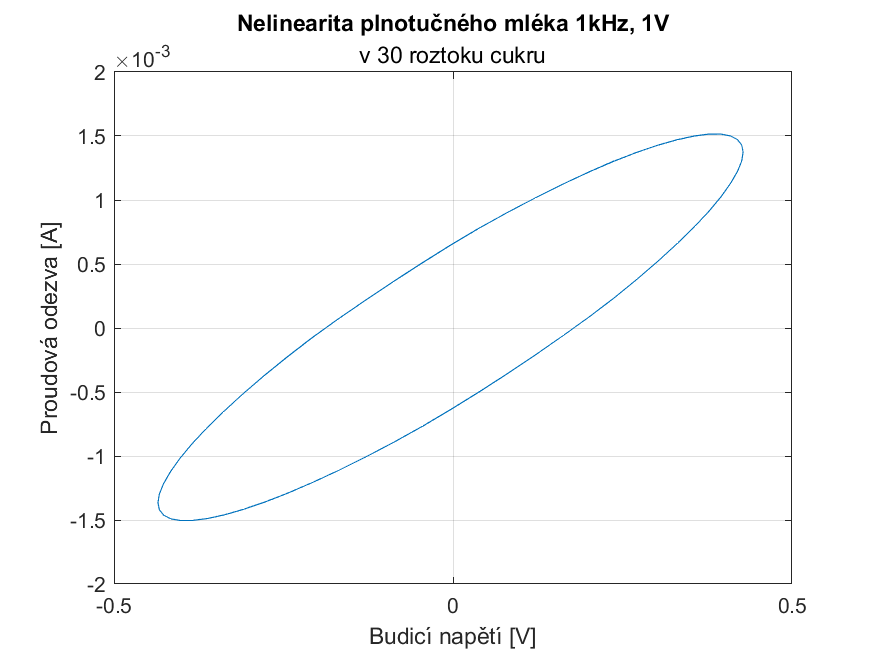 Nelinearita plnotučného mléka 1kHz, 1V
v 30 roztoku cukru
×10-3
2
1.5
1
0.5
0
-0.5
-1
-1.5
-2
-0.5 0 0.5
Proudová odezva [A]
Budicí napětí [V]